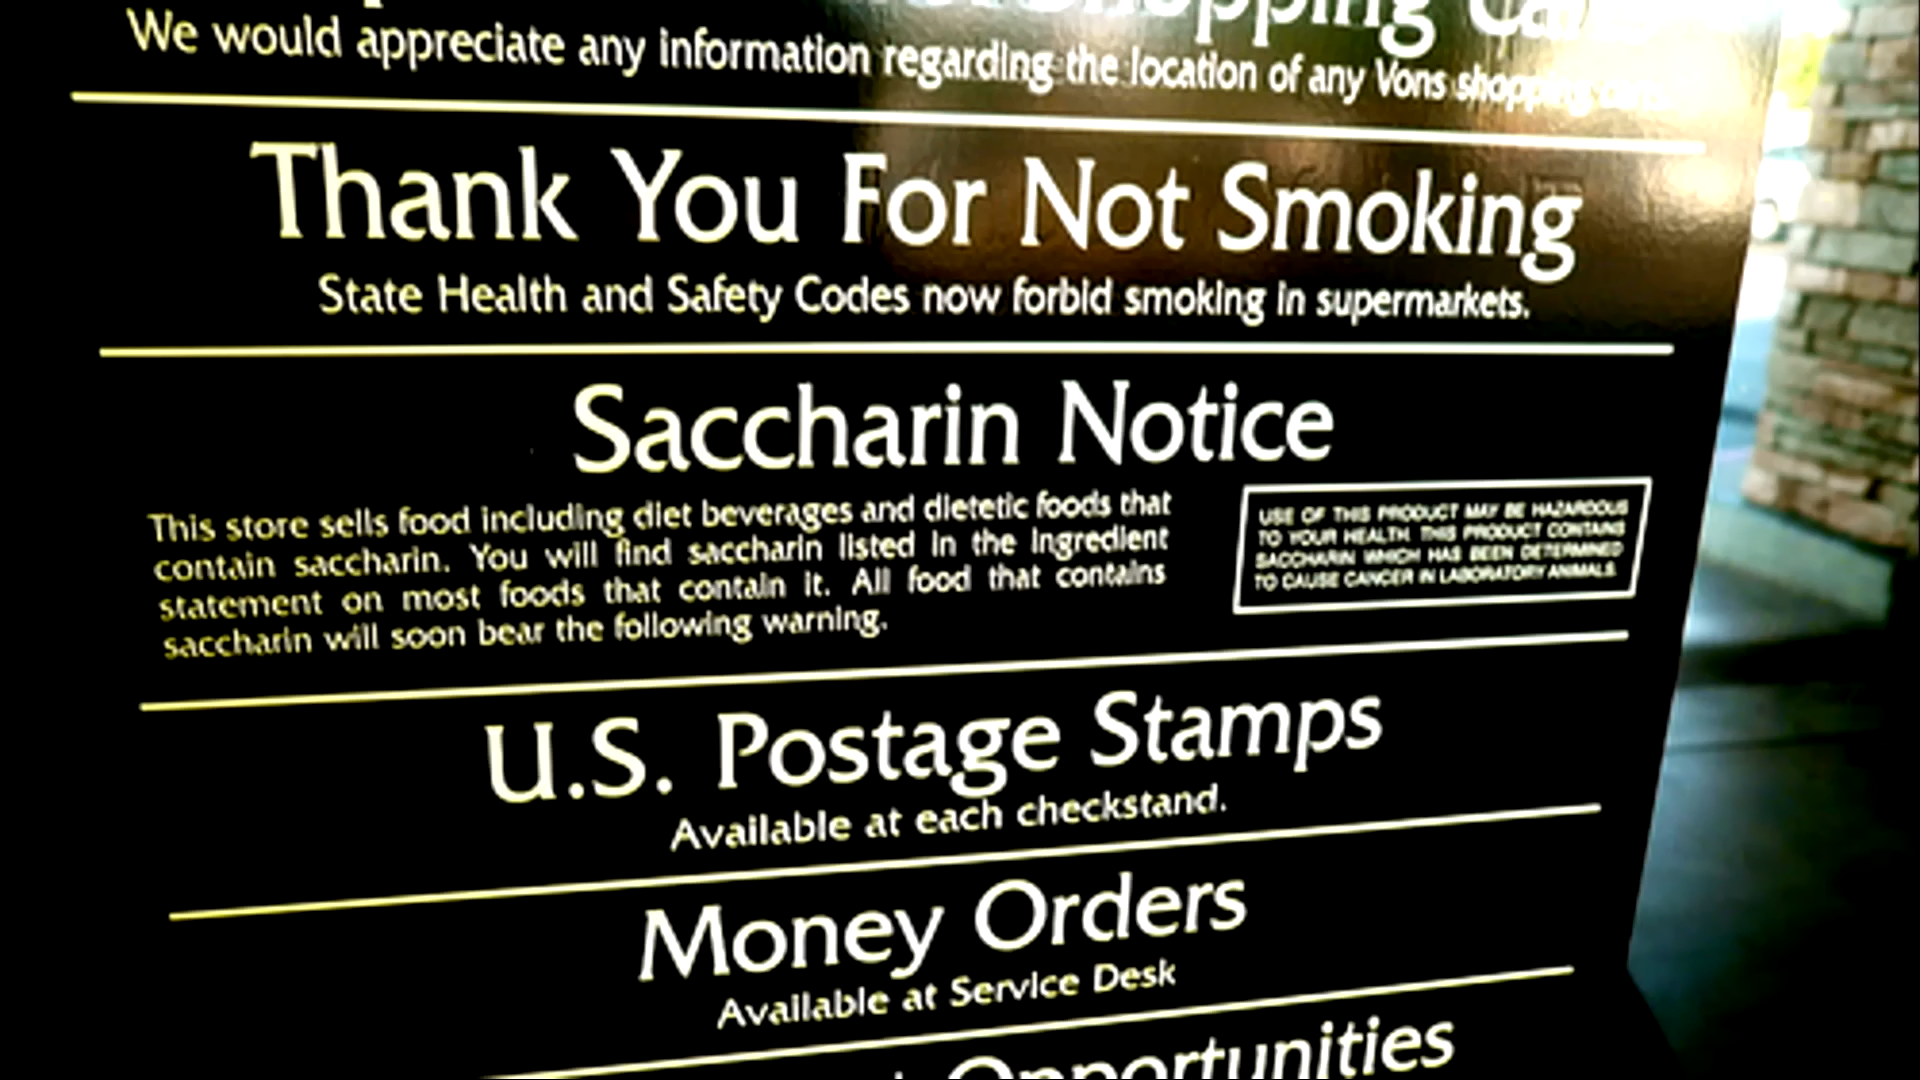 Shopping
We would appreciate any information regarding the location of any Vons shopping
Thank You For Not Smoking
State Health and Safety Codes now forbid smoking in supermarkets.
Saccharin Notice
This store sells food including diet beverages and dietetic foods that
contain saccharin. You will find saccharin listed in the ingredient
statement on most foods that contain it. All food that contains
saccharin will soon bear the following warning.
USE OF THIS PRODUCT MAY BE HAZARDOUS
TO YOUR HEALTH THIS PRODUCT CONTAINS
SACCHARIN WHICH HAS BEEN DETERMINED
TO CAUSE CANCER IN LABORATORY ANIMALS.
U.S. Postage Stamps
Available at each checkstand.
Money Orders
Available at Service Desk
Opportunities